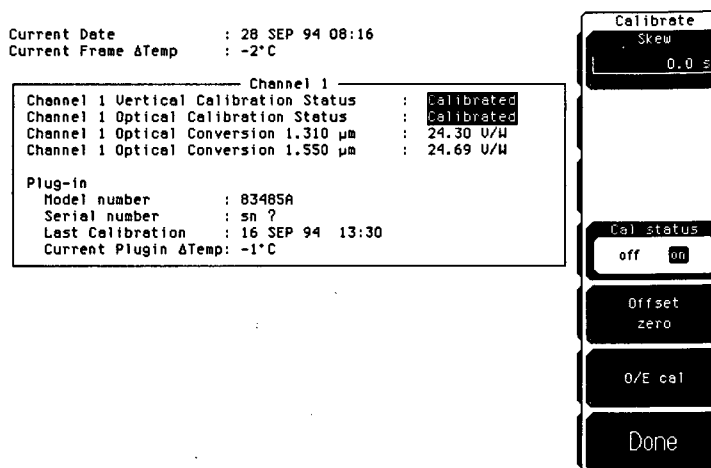 Current Date : 28 SEP 94 08:16
Current Frame ΔTemp : -2°C
Channel 1
Channel 1 Vertical Calibration Status : Calibrated
Channel 1 Optical Calibration Status : Calibrated
Channel 1 Optical Conversion 1.310 µm : 24.30 V/W
Channel 1 Optical Conversion 1.550 µm : 24.69 V/W
Plug-in
Model number : 83485A
Serial number : sn ?
Last Calibration : 16 SEP 94 13:30
Current Plugin ΔTemp: -1°C
Calibrate
Skew
0.0 s
Cal status
off on
Offset
zero
O/E cal
Done